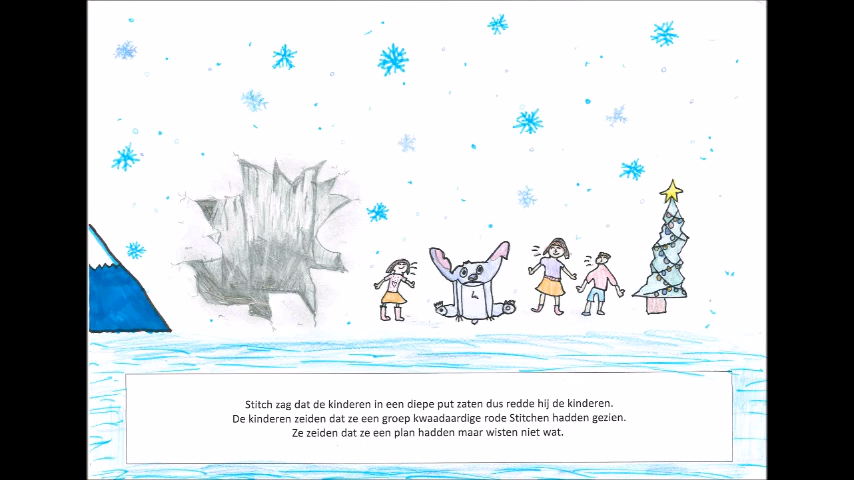 Stitch zag dat de kinderen in een diepe put zaten dus redde hij de kinderen.
De kinderen zeiden dat ze een groep kwaadaardige rode Stitchen hadden gezien.
Ze zeiden dat ze een plan hadden maar wisten niet wat.